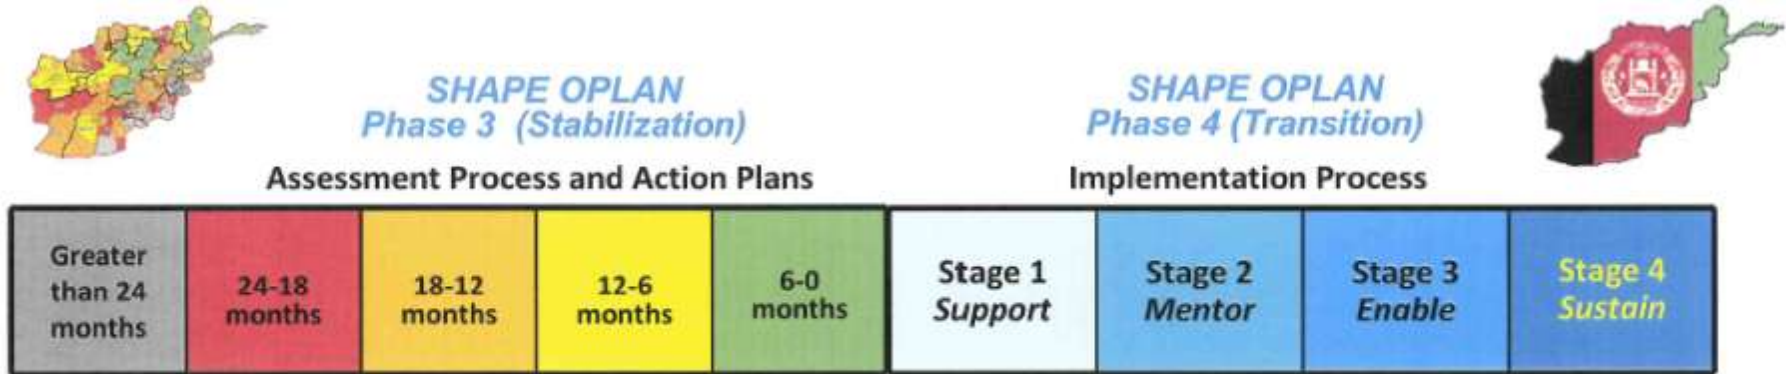 SHAPE OPLAN
Phase 3 (Stabilization)
Assessment Process and Action Plans
SHAPE OPLAN
Phase 4 (Transition)
Implementation Process
Greater
than 24
months
24-18
months
18-12
months
12-6
months
6-0
months
Stage 1
Support
Stage 2
Mentor
Stage 3
Enable
Stage 4
Sustain